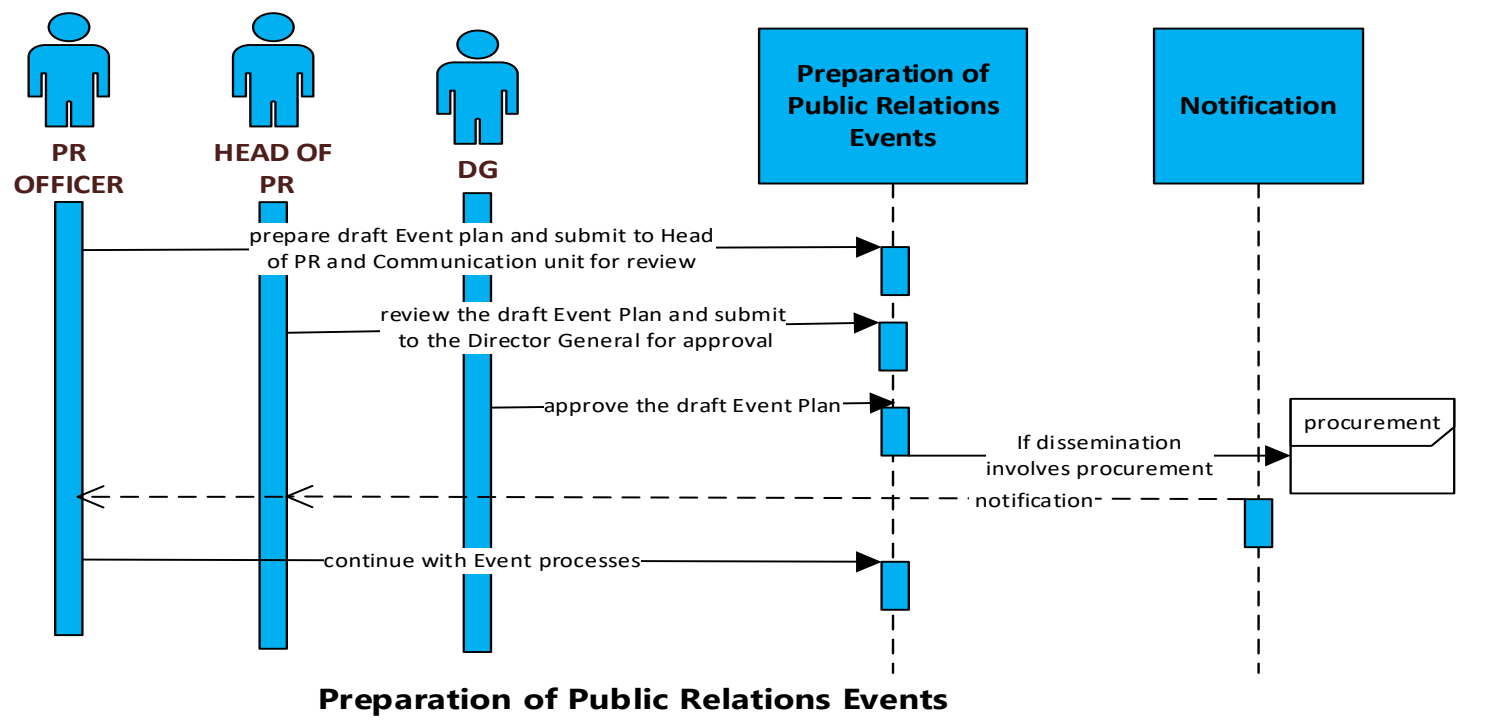 PR
OFFICER
HEAD OF
PR
DG
Preparation of
Public Relations
Events
Notification
prepare draft Event plan and submit to Head
of PR and Communication unit for review
review the draft Event Plan and submit
to the Director General for approval
approve the draft Event Plan
If dissemination
involves procurement
procurement
notification
continue with Event processes
Preparation of Public Relations Events